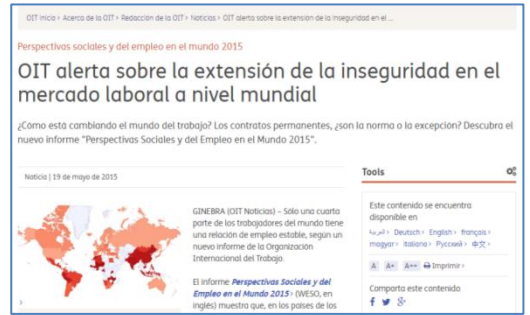 OIT inicio › Acerca de la OIT › Redacción de la OIT › Noticias › OIT alerta sobre la extensión de la inseguridad en el ...
Perspectivas sociales y del empleo en el mundo 2015
OIT alerta sobre la extensión de la inseguridad en el
mercado laboral a nivel mundial
¿Cómo está cambiando el mundo del trabajo? Los contratos permanentes, ¿son la norma o la excepción? Descubra el
nuevo informe "Perspectivas Sociales y del Empleo en el Mundo 2015".
Noticia | 19 de mayo de 2015
GINEBRA (OIT Noticias) – Sólo una cuarta
parte de los trabajadores del mundo tiene
una relación de empleo estable, según un
nuevo informe de la Organización
Internacional del Trabajo.
El informe Perspectivas Sociales y del
Empleo en el Mundo 2015 › (WESO, en
inglés) muestra que, en los países de los
Tools
Este contenido se encuentra
disponible en
العربية › Deutsch › English › français ›
magyar › italiano › Русский › 中文 ›
A A+ A++ Imprimir ›
Comparta este contenido